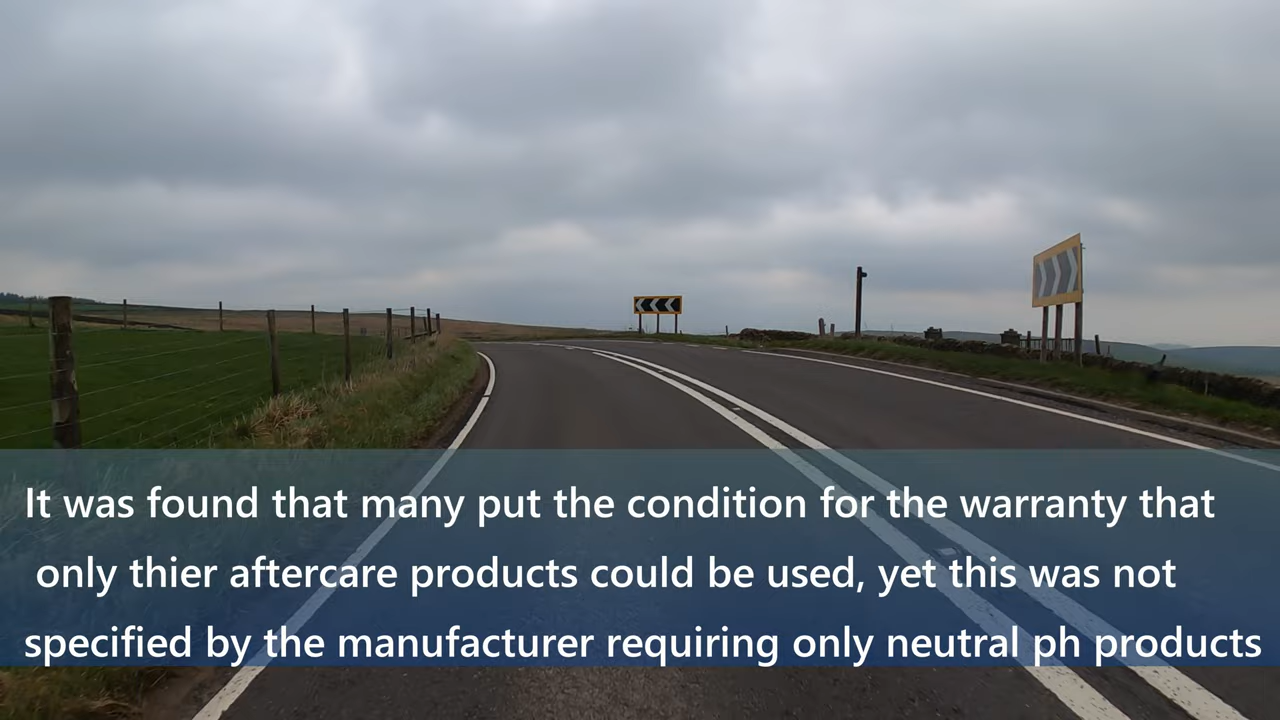 It was found that many put the condition for the warranty that
only thier aftercare products could be used, yet this was not
specified by the manufacturer requiring only neutral ph products